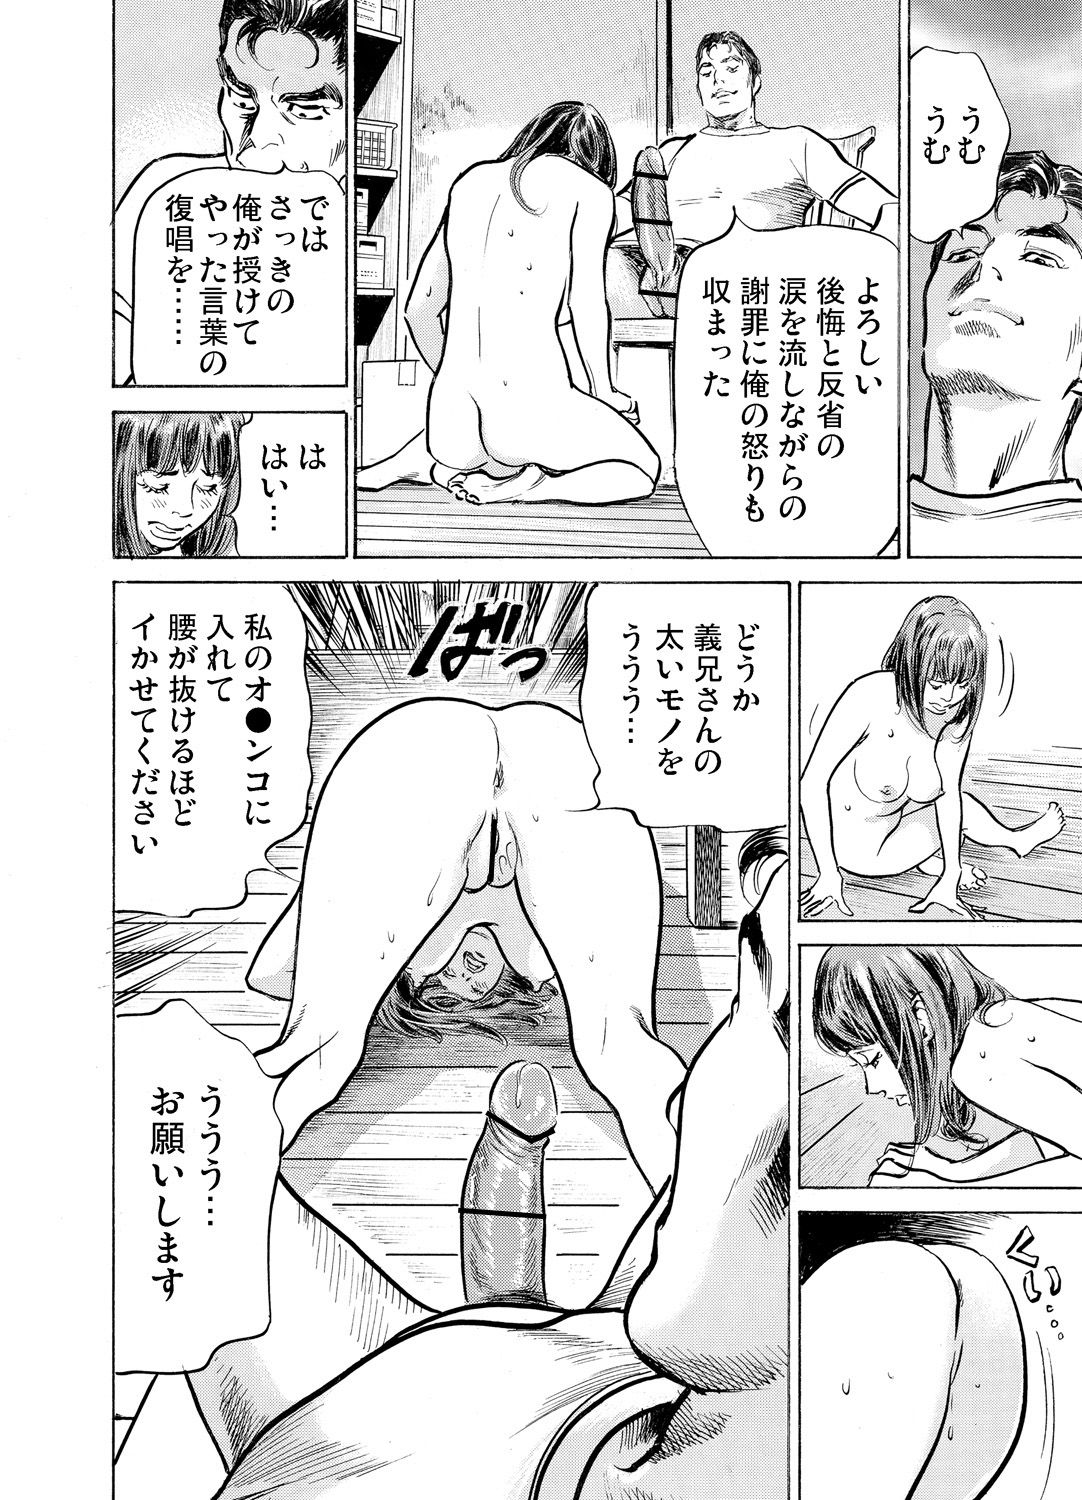 うむ
うむ
よろしい
後悔と反省の
涙を流しながらの
謝罪に俺の怒りも
収まった
では
さっきの
俺が授けて
やった言葉の
復唱を……
は
はい…
くい…
どうか
義兄さんの
太いモノを
ううう…
ばっ
私のオ●ンコに
入れて
腰が抜けるほど
イかせてください
ううう…
お願いします